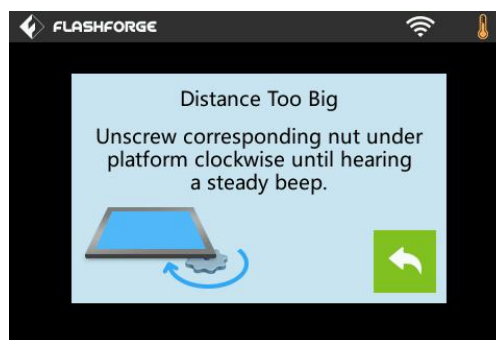 FLASHFORGE
Distance Too Big
Unscrew corresponding nut under
platform clockwise until hearing
a steady beep.